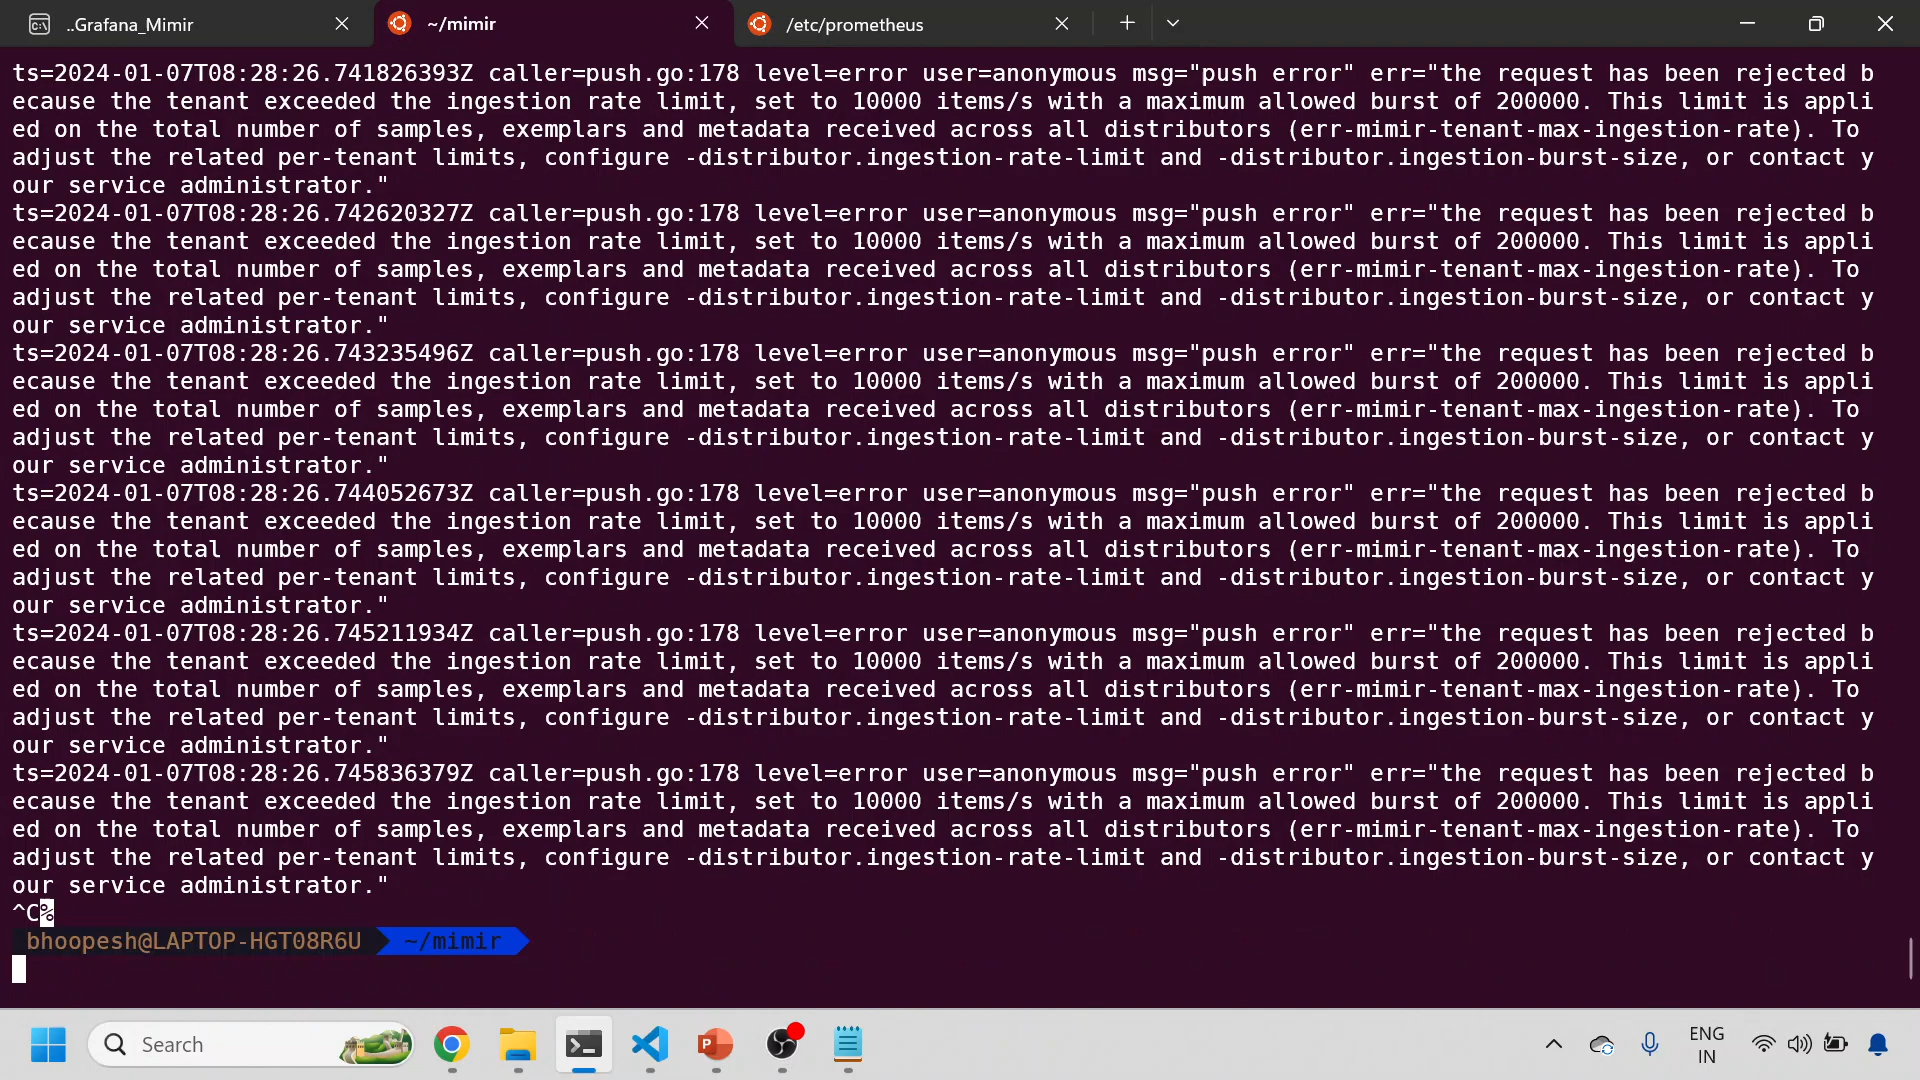 ..Grafana_Mimir
~/mimir
/etc/prometheus
ts=2024-01-07T08:28:26.741826393Z caller=push.go:178 level=error user=anonymous msg="push error" err="the request has been rejected b
ecause the tenant exceeded the ingestion rate limit, set to 10000 items/s with a maximum allowed burst of 200000. This limit is appli
ed on the total number of samples, exemplars and metadata received across all distributors (err-mimir-tenant-max-ingestion-rate). To
adjust the related per-tenant limits, configure -distributor.ingestion-rate-limit and -distributor.ingestion-burst-size, or contact y
our service administrator."
ts=2024-01-07T08:28:26.742620327Z caller=push.go:178 level=error user=anonymous msg="push error" err="the request has been rejected b
ecause the tenant exceeded the ingestion rate limit, set to 10000 items/s with a maximum allowed burst of 200000. This limit is appli
ed on the total number of samples, exemplars and metadata received across all distributors (err-mimir-tenant-max-ingestion-rate). To
adjust the related per-tenant limits, configure -distributor.ingestion-rate-limit and -distributor.ingestion-burst-size, or contact y
our service administrator."
ts=2024-01-07T08:28:26.743235496Z caller=push.go:178 level=error user=anonymous msg="push error" err="the request has been rejected b
ecause the tenant exceeded the ingestion rate limit, set to 10000 items/s with a maximum allowed burst of 200000. This limit is appli
ed on the total number of samples, exemplars and metadata received across all distributors (err-mimir-tenant-max-ingestion-rate). To
adjust the related per-tenant limits, configure -distributor.ingestion-rate-limit and -distributor.ingestion-burst-size, or contact y
our service administrator."
ts=2024-01-07T08:28:26.744052673Z caller=push.go:178 level=error user=anonymous msg="push error" err="the request has been rejected b
ecause the tenant exceeded the ingestion rate limit, set to 10000 items/s with a maximum allowed burst of 200000. This limit is appli
ed on the total number of samples, exemplars and metadata received across all distributors (err-mimir-tenant-max-ingestion-rate). To
adjust the related per-tenant limits, configure -distributor.ingestion-rate-limit and -distributor.ingestion-burst-size, or contact y
our service administrator."
ts=2024-01-07T08:28:26.745211934Z caller=push.go:178 level=error user=anonymous msg="push error" err="the request has been rejected b
ecause the tenant exceeded the ingestion rate limit, set to 10000 items/s with a maximum allowed burst of 200000. This limit is appli
ed on the total number of samples, exemplars and metadata received across all distributors (err-mimir-tenant-max-ingestion-rate). To
adjust the related per-tenant limits, configure -distributor.ingestion-rate-limit and -distributor.ingestion-burst-size, or contact y
our service administrator."
ts=2024-01-07T08:28:26.745836379Z caller=push.go:178 level=error user=anonymous msg="push error" err="the request has been rejected b
ecause the tenant exceeded the ingestion rate limit, set to 10000 items/s with a maximum allowed burst of 200000. This limit is appli
ed on the total number of samples, exemplars and metadata received across all distributors (err-mimir-tenant-max-ingestion-rate). To
adjust the related per-tenant limits, configure -distributor.ingestion-rate-limit and -distributor.ingestion-burst-size, or contact y
our service administrator."
^C%
bhoopesh@LAPTOP-HGT08R6U ~/mimir
Search
ENG
IN